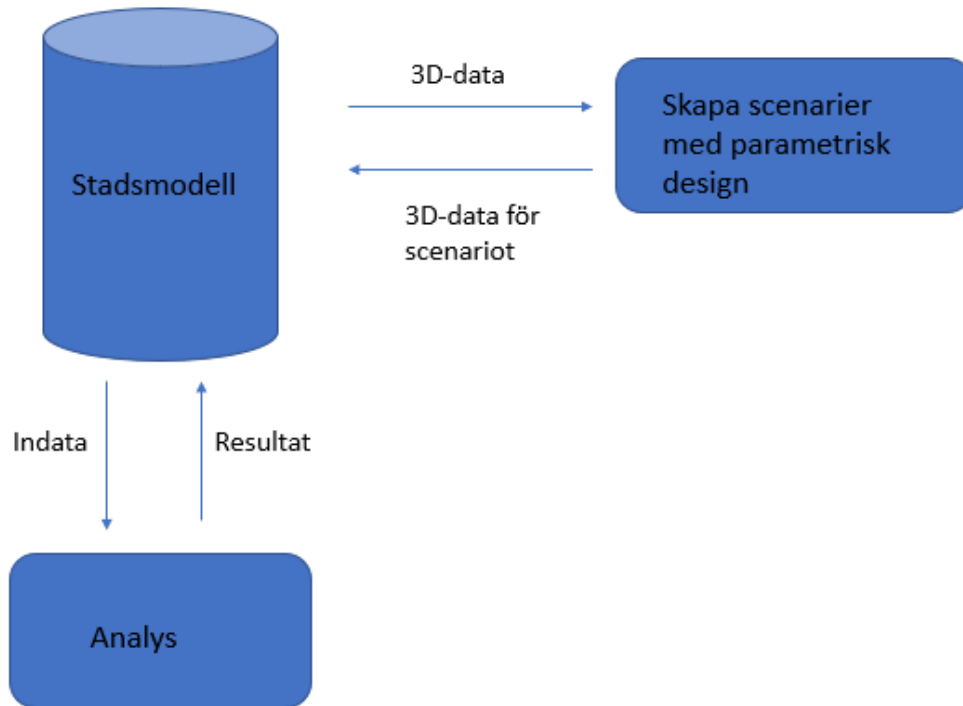 3D-data
Skapa scenarier
med parametrisk
design
Stadsmodell
3D-data för
scenariot
Indata
Resultat
Analys